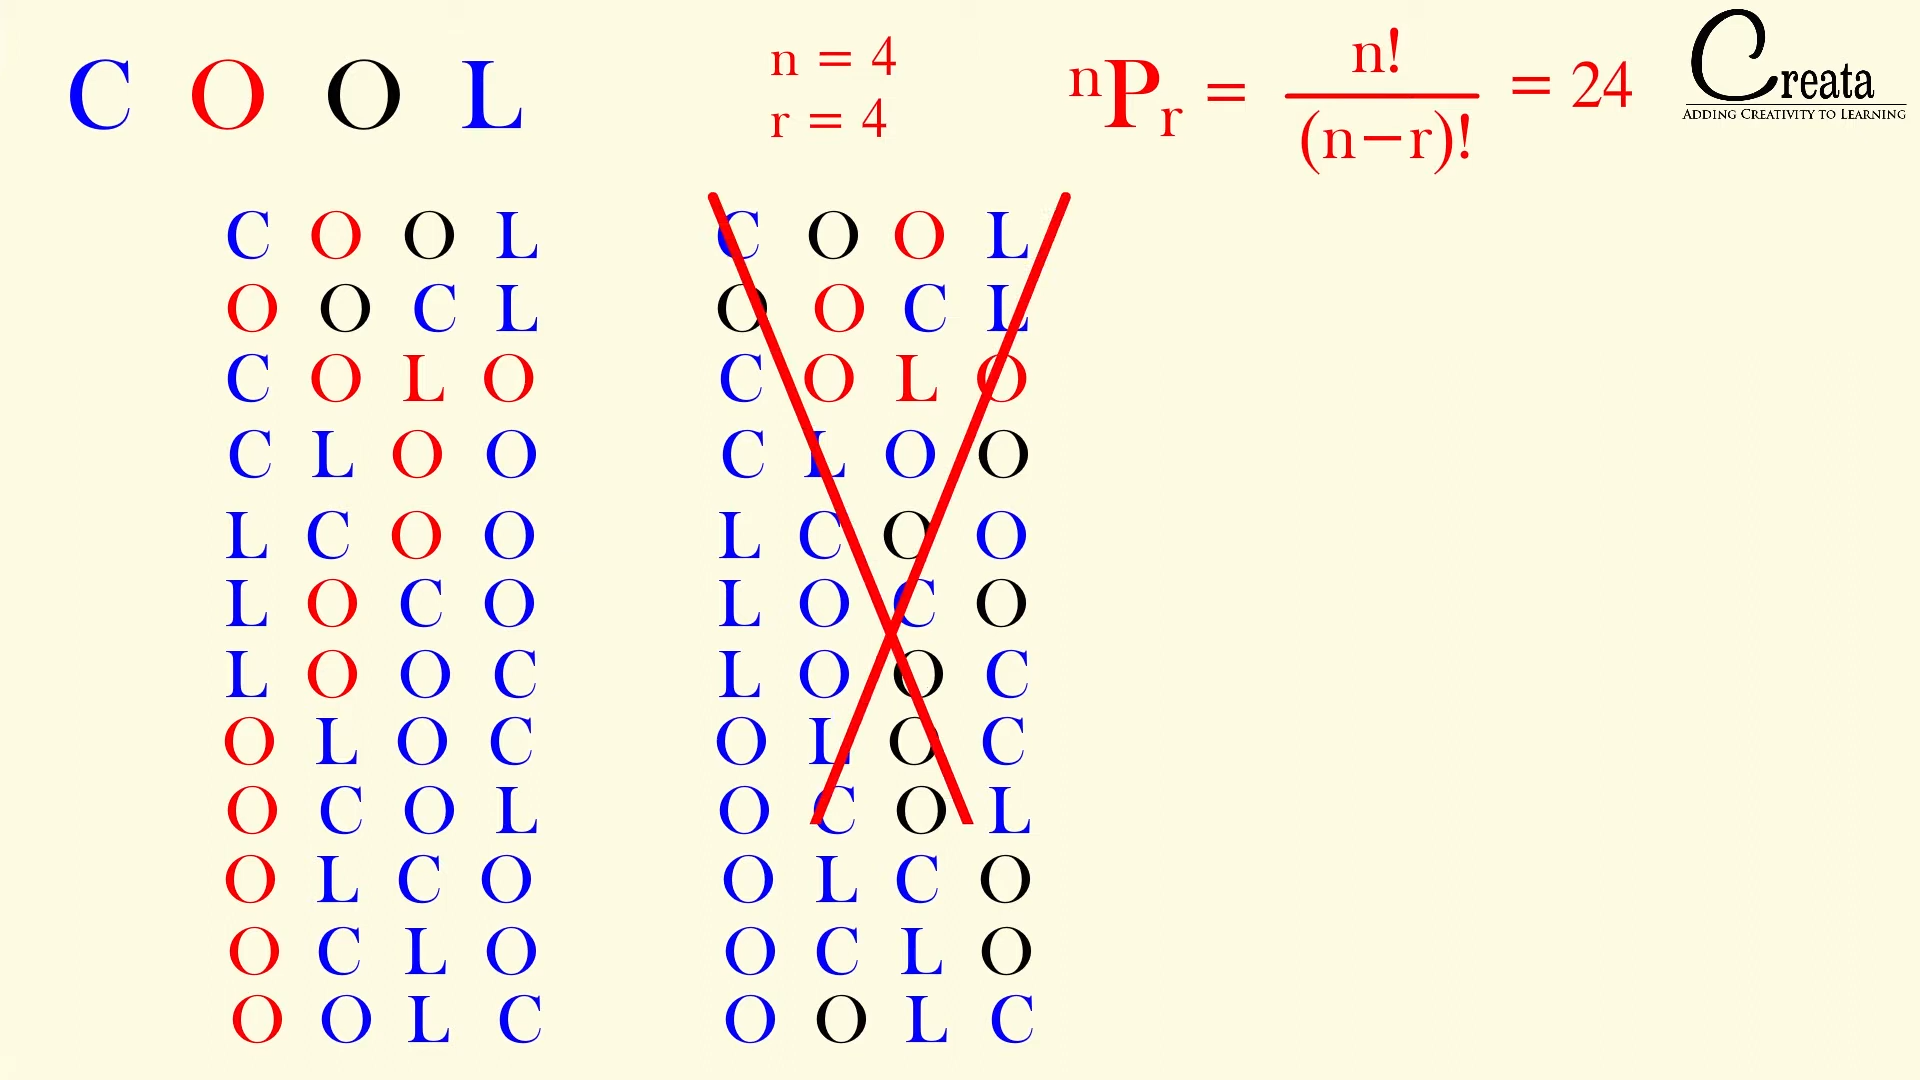 C O O L
n = 4
r = 4
nPr = n!/(n−r)! = 24
Creata
ADDING CREATIVITY TO LEARNING
C O O L C O O L
O O C L O O C L
C O L O C O L O
C L O O C L O O
L C O O L C O O
L O C O L O C O
L O O C L O O C
O L O C O L O C
O C O L O C O L
O L C O O L C O
O C L O O C L O
O O L C O O L C